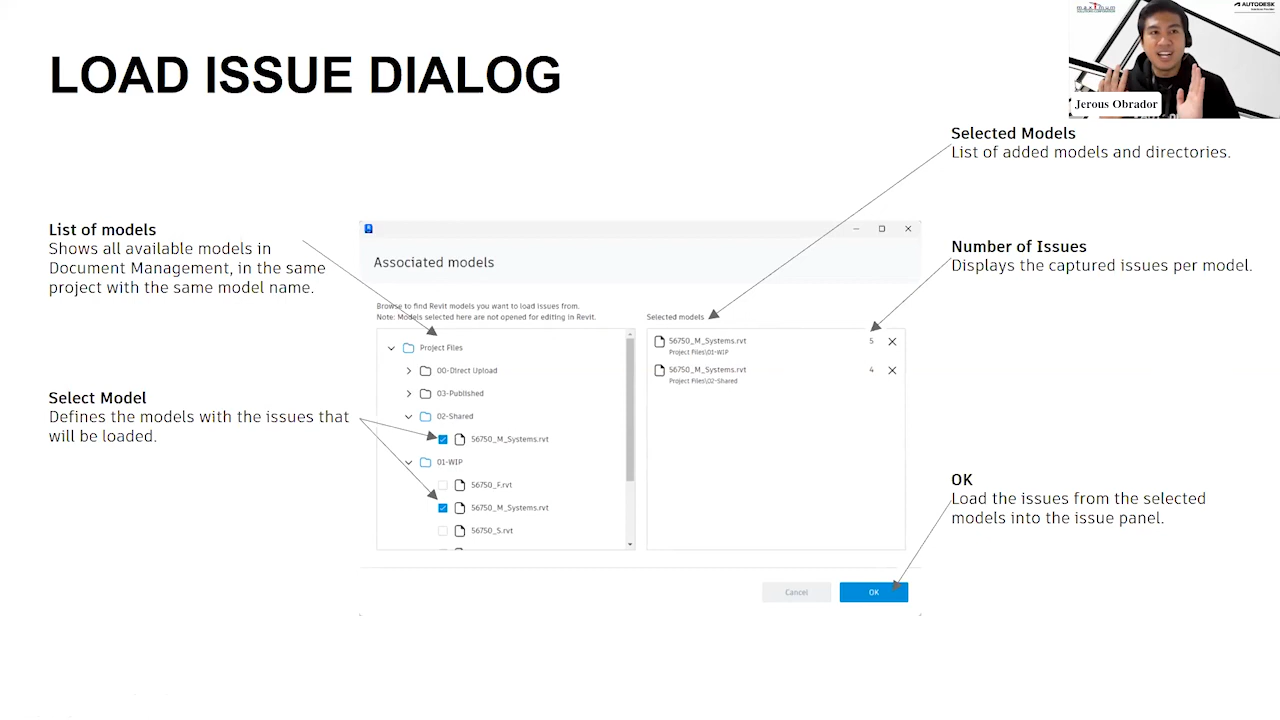 LOAD ISSUE DIALOG
AUTODESK
Jerous Obrador
Selected Models
List of added models and directories.
List of models
Shows all available models in
Document Management, in the same
project with the same model name.
Number of Issues
Displays the captured issues per model.
Select Model
Defines the models with the issues that
will be loaded.
OK
Load the issues from the selected
models into the issue panel.
Associated models
Browse to find Revit models you want to load issues from.
Note: Models selected here are not opened for editing in Revit.
Project Files
00-Direct Upload
03-Published
02-Shared
56750_M_Systems.rvt
01-WIP
56750_F.rvt
56750_M_Systems.rvt
56750_S.rvt
Selected models
56750_M_Systems.rvt 5
Project Files\01-WIP
56750_M_Systems.rvt 4
Project Files\02-Shared
Cancel
OK